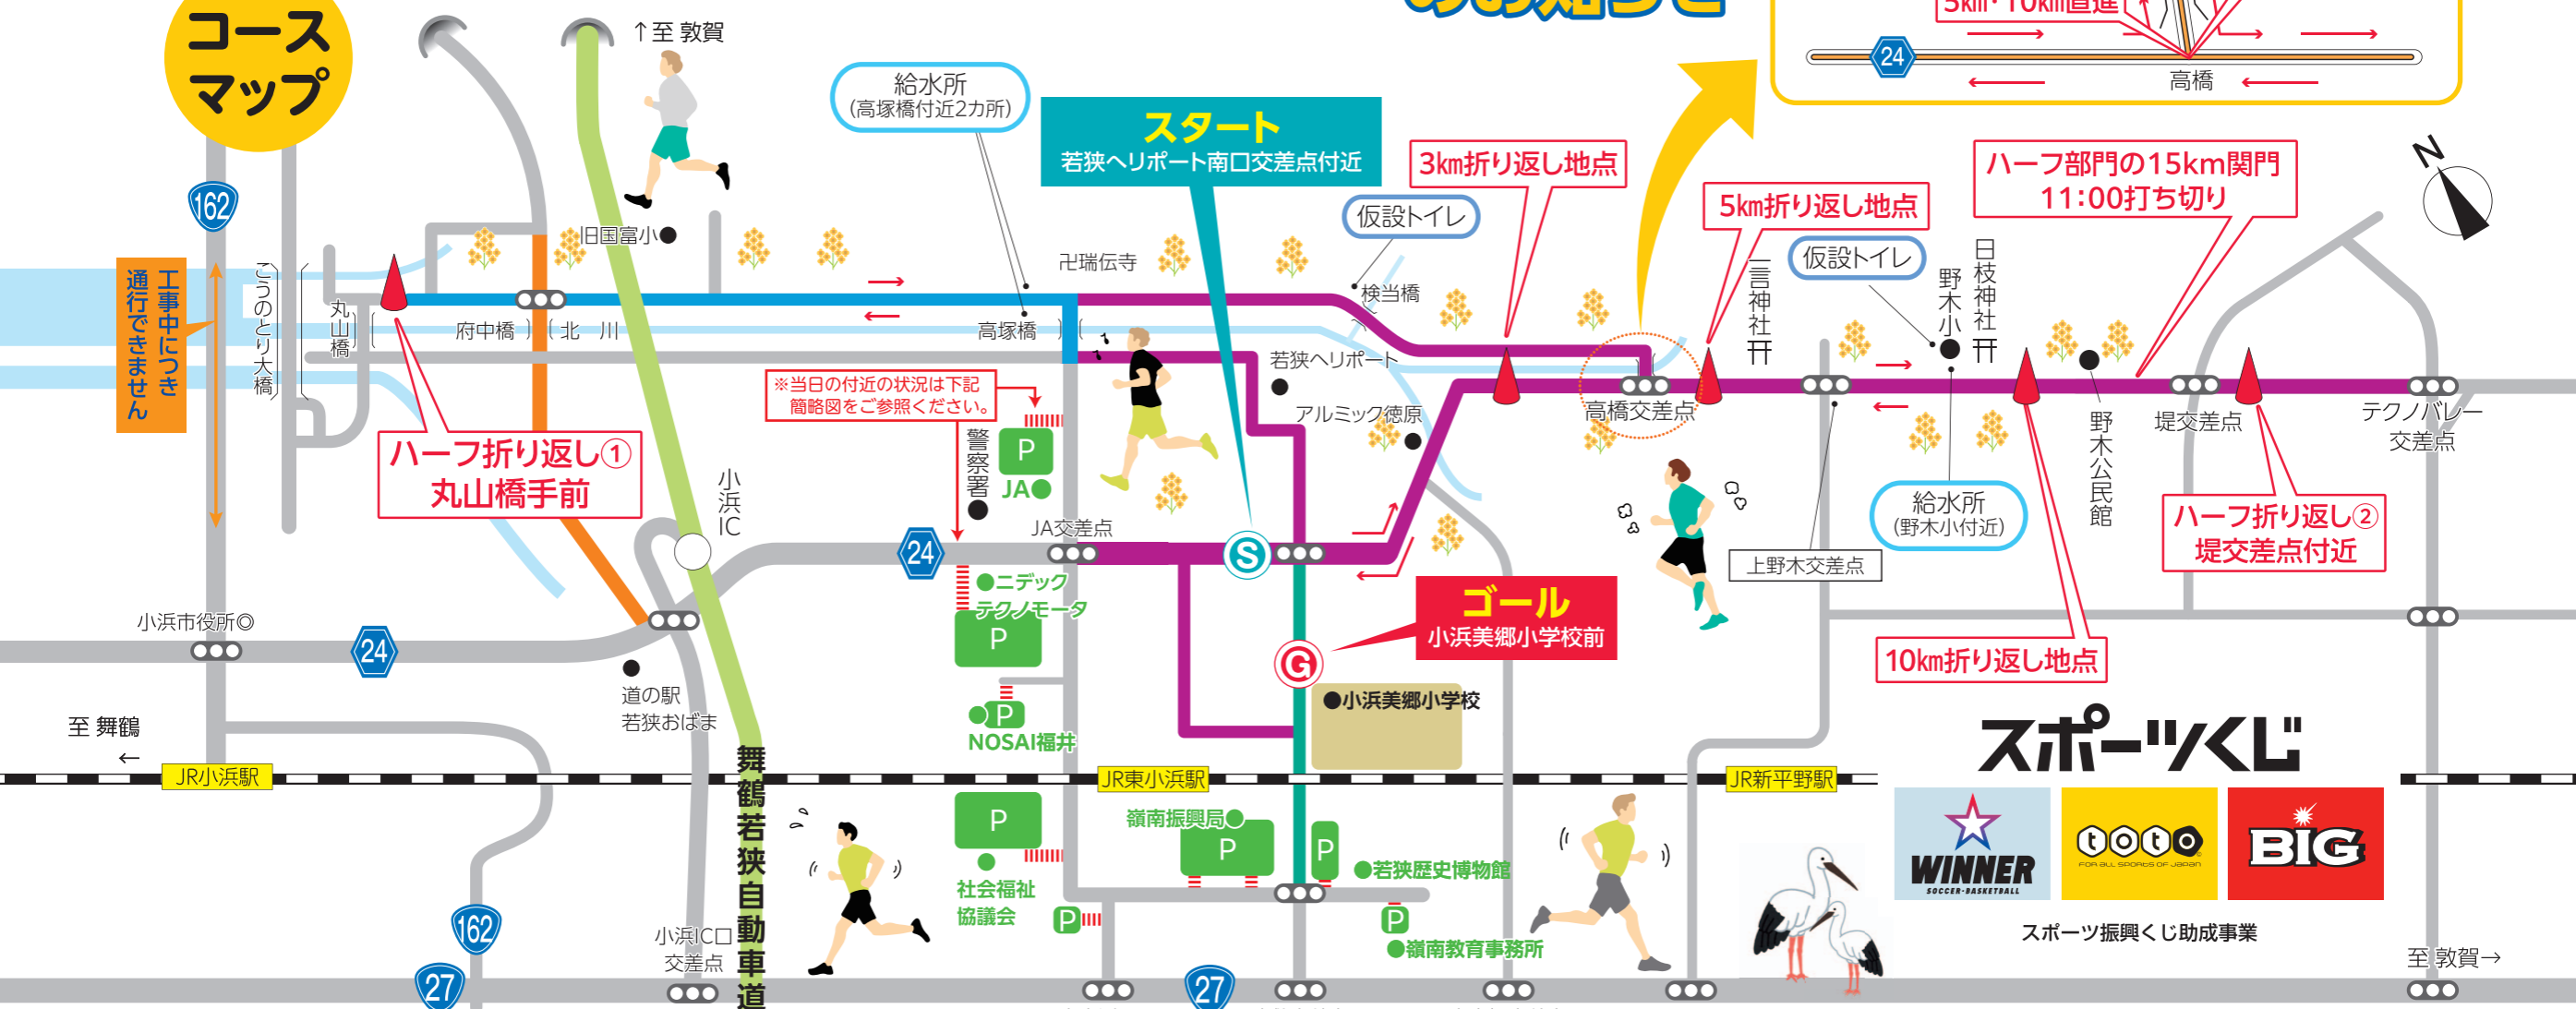 コース
マップ
のお知らせ
5㎞・10㎞直進
24
高橋
↑至 敦賀
162
給水所
(高塚橋付近2カ所)
スタート
若狭ヘリポート南口交差点付近
3㎞折り返し地点
5㎞折り返し地点
ハーフ部門の15km関門
11:00打ち切り
N
仮設トイレ
仮設トイレ
旧国富小●
卍瑞伝寺
検当橋
一言神社
野木小
日枝神社
工事中につき
通行できません
こうのとり大橋
丸山橋
府中橋
北 川
高塚橋
若狭ヘリポート
アルミック徳原
高橋交差点
野木公民館
堤交差点
テクノバレー
交差点
※当日の付近の状況は下記
簡略図をご参照ください。
警察署
P
JA●
JA交差点
ハーフ折り返し①
丸山橋手前
小浜IC
24
S
上野木交差点
給水所
(野木小付近)
ハーフ折り返し②
堤交差点付近
●ニデック
テクノモータ
P
ゴール
小浜美郷小学校前
G
10㎞折り返し地点
小浜市役所◎
24
道の駅
若狭おばま
P
NOSAI福井
●小浜美郷小学校
至 舞鶴
←
JR小浜駅
JR東小浜駅
JR新平野駅
舞鶴若狭自動車道
スポーツくじ
WINNER
SOCCER・BASKETBALL
toto
FOR ALL SPORTS OF JAPAN
BIG
スポーツ振興くじ助成事業
P
社会福祉
協議会
嶺南振興局●
P
P
●若狭歴史博物館
P
P
●嶺南教育事務所
162
小浜IC口
交差点
27
27
至 敦賀→